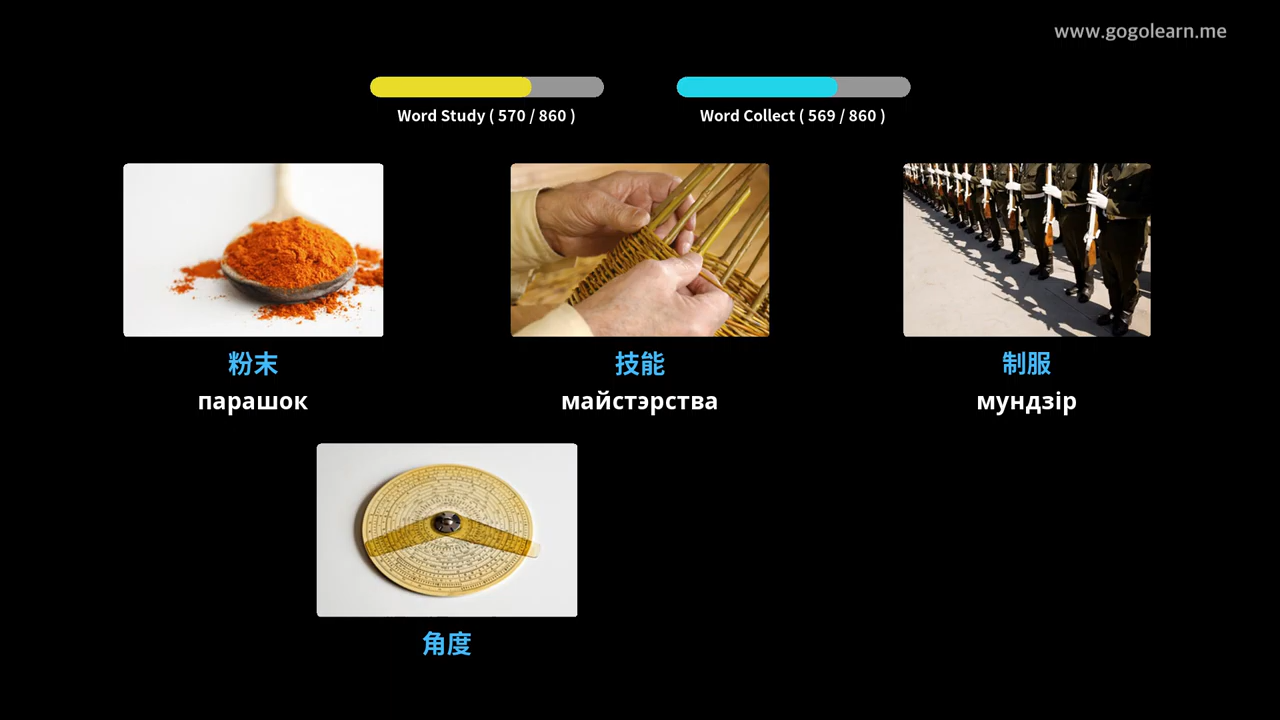 www.gogolearn.me
Word Study ( 570 / 860 )
Word Collect ( 569 / 860 )
粉末
парашок
技能
майстэрства
制服
мундзір
角度